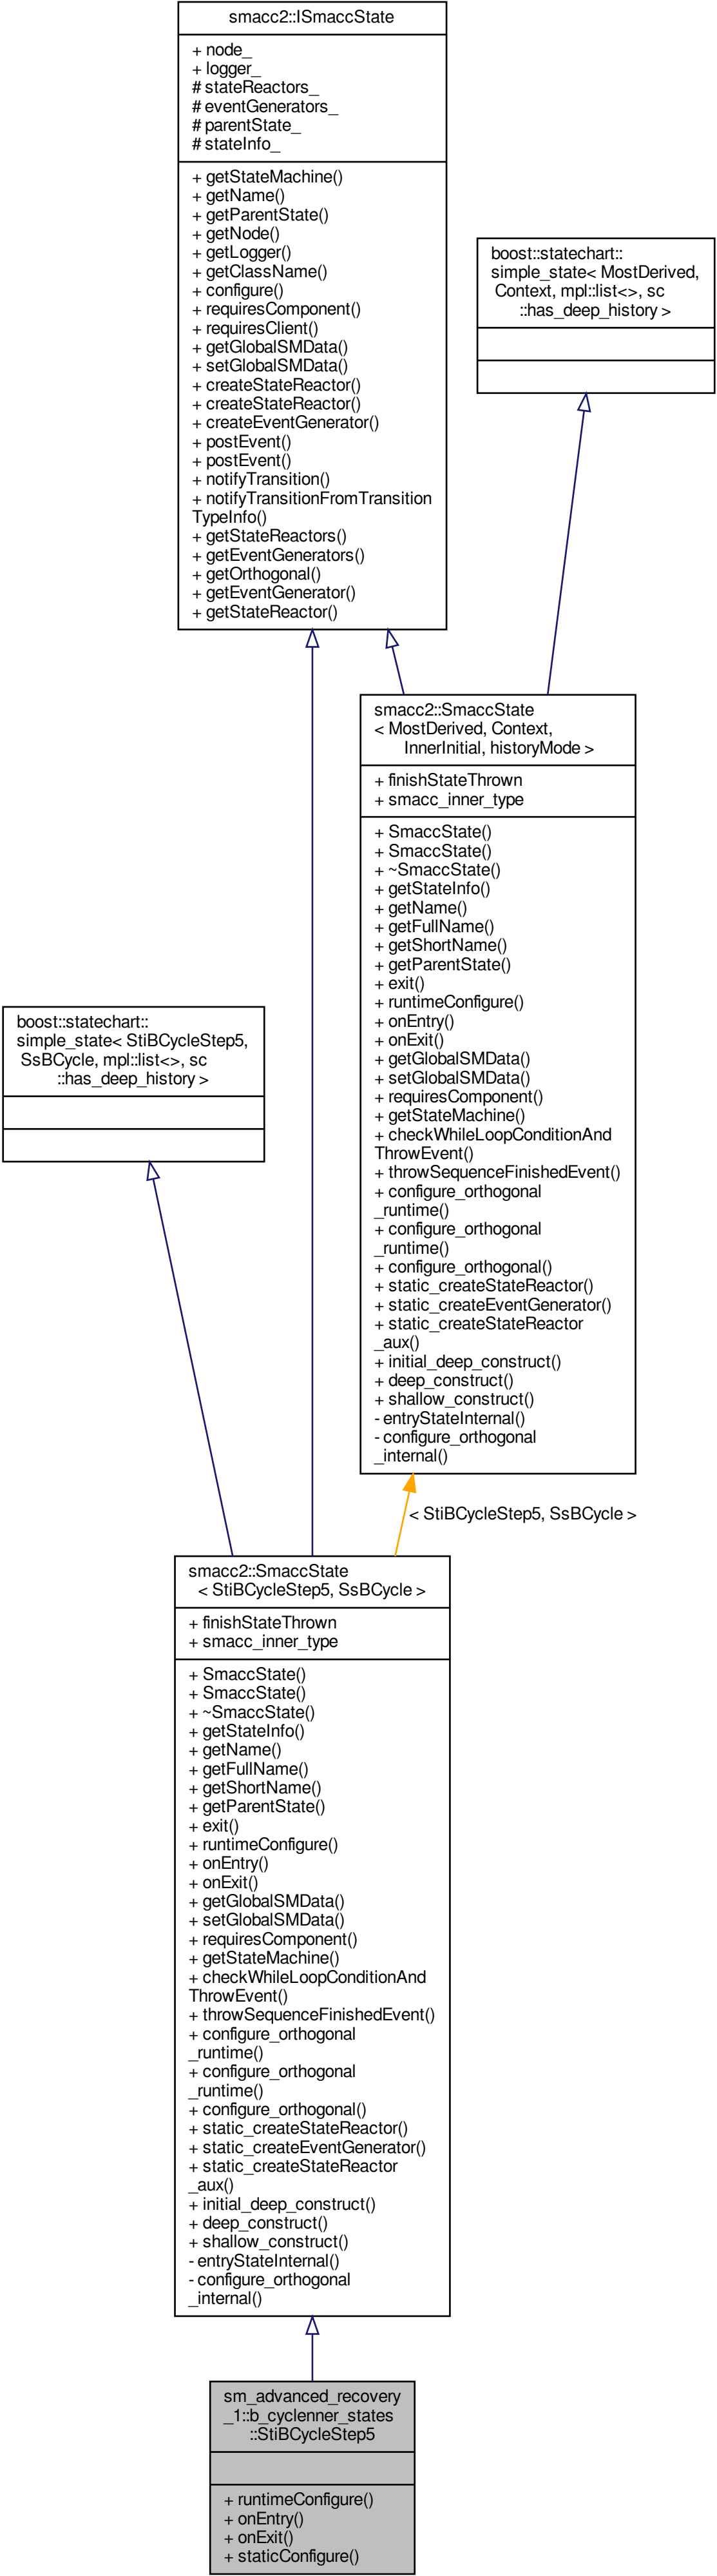 smacc2::ISmaccState
+ node_
+ logger_
# stateReactors_
# eventGenerators_
# parentState_
# stateInfo_
+ getStateMachine()
+ getName()
+ getParentState()
+ getNode()
+ getLogger()
+ getClassName()
+ configure()
+ requiresComponent()
+ requiresClient()
+ getGlobalSMData()
+ setGlobalSMData()
+ createStateReactor()
+ createStateReactor()
+ createEventGenerator()
+ postEvent()
+ postEvent()
+ notifyTransition()
+ notifyTransitionFromTransition
TypeInfo()
+ getStateReactors()
+ getEventGenerators()
+ getOrthogonal()
+ getEventGenerator()
+ getStateReactor()
boost::statechart::
simple_state< MostDerived,
Context, mpl::list<>, sc
::has_deep_history >
smacc2::SmaccState
< MostDerived, Context,
InnerInitial, historyMode >
+ finishStateThrown
+ smacc_inner_type
+ SmaccState()
+ SmaccState()
+ ~SmaccState()
+ getStateInfo()
+ getName()
+ getFullName()
+ getShortName()
+ getParentState()
+ exit()
+ runtimeConfigure()
+ onEntry()
+ onExit()
+ getGlobalSMData()
+ setGlobalSMData()
+ requiresComponent()
+ getStateMachine()
+ checkWhileLoopConditionAnd
ThrowEvent()
+ throwSequenceFinishedEvent()
+ configure_orthogonal
_runtime()
+ configure_orthogonal
_runtime()
+ configure_orthogonal()
+ static_createStateReactor()
+ static_createEventGenerator()
+ static_createStateReactor
_aux()
+ initial_deep_construct()
+ deep_construct()
+ shallow_construct()
- entryStateInternal()
- configure_orthogonal
_internal()
boost::statechart::
simple_state< StiBCycleStep5,
SsBCycle, mpl::list<>, sc
::has_deep_history >
< StiBCycleStep5, SsBCycle >
smacc2::SmaccState
< StiBCycleStep5, SsBCycle >
+ finishStateThrown
+ smacc_inner_type
+ SmaccState()
+ SmaccState()
+ ~SmaccState()
+ getStateInfo()
+ getName()
+ getFullName()
+ getShortName()
+ getParentState()
+ exit()
+ runtimeConfigure()
+ onEntry()
+ onExit()
+ getGlobalSMData()
+ setGlobalSMData()
+ requiresComponent()
+ getStateMachine()
+ checkWhileLoopConditionAnd
ThrowEvent()
+ throwSequenceFinishedEvent()
+ configure_orthogonal
_runtime()
+ configure_orthogonal
_runtime()
+ configure_orthogonal()
+ static_createStateReactor()
+ static_createEventGenerator()
+ static_createStateReactor
_aux()
+ initial_deep_construct()
+ deep_construct()
+ shallow_construct()
- entryStateInternal()
- configure_orthogonal
_internal()
sm_advanced_recovery
_1::b_cyclenner_states
::StiBCycleStep5
+ runtimeConfigure()
+ onEntry()
+ onExit()
+ staticConfigure()